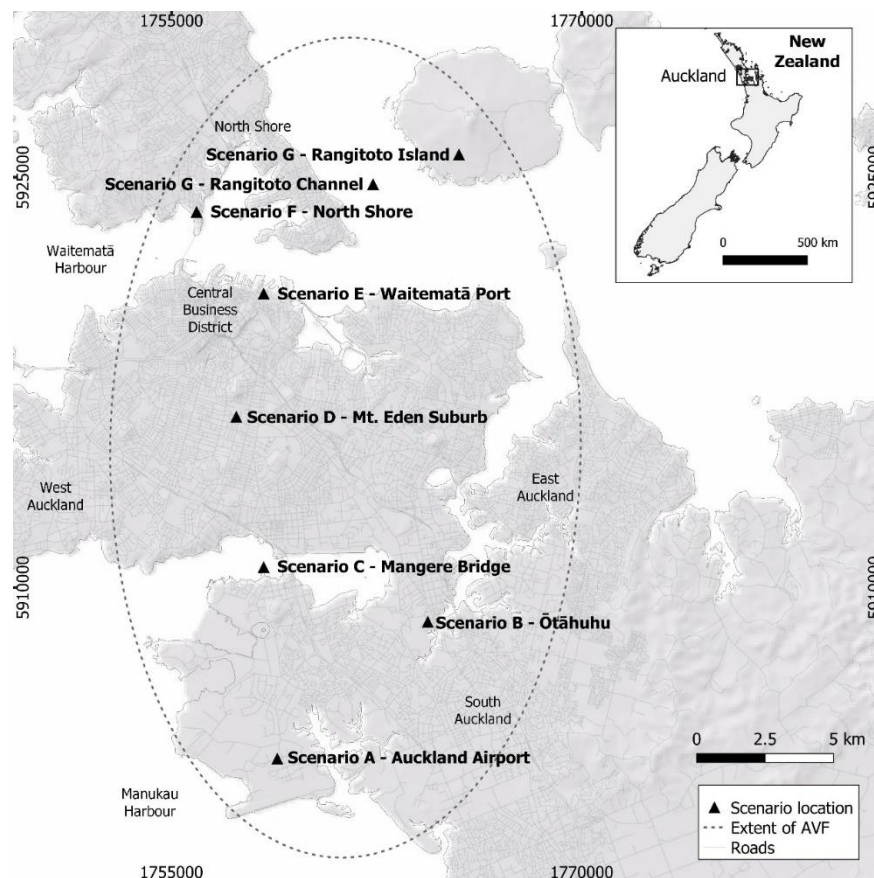 1755000
1770000
New
Zealand
Auckland
North Shore
Scenario G - Rangitoto Island
5925000
5925000
Scenario G - Rangitoto Channel
Scenario F - North Shore
Waitematā
Harbour
0
500 km
Central
Business
District
Scenario E - Waitematā Port
Scenario D - Mt. Eden Suburb
West
Auckland
East
Auckland
5910000
5910000
Scenario C - Mangere Bridge
Scenario B - Ōtāhuhu
South
Auckland
Scenario A - Auckland Airport
0
2.5
5 km
Manukau
Harbour
Scenario location
Extent of AVF
Roads
1755000
1770000